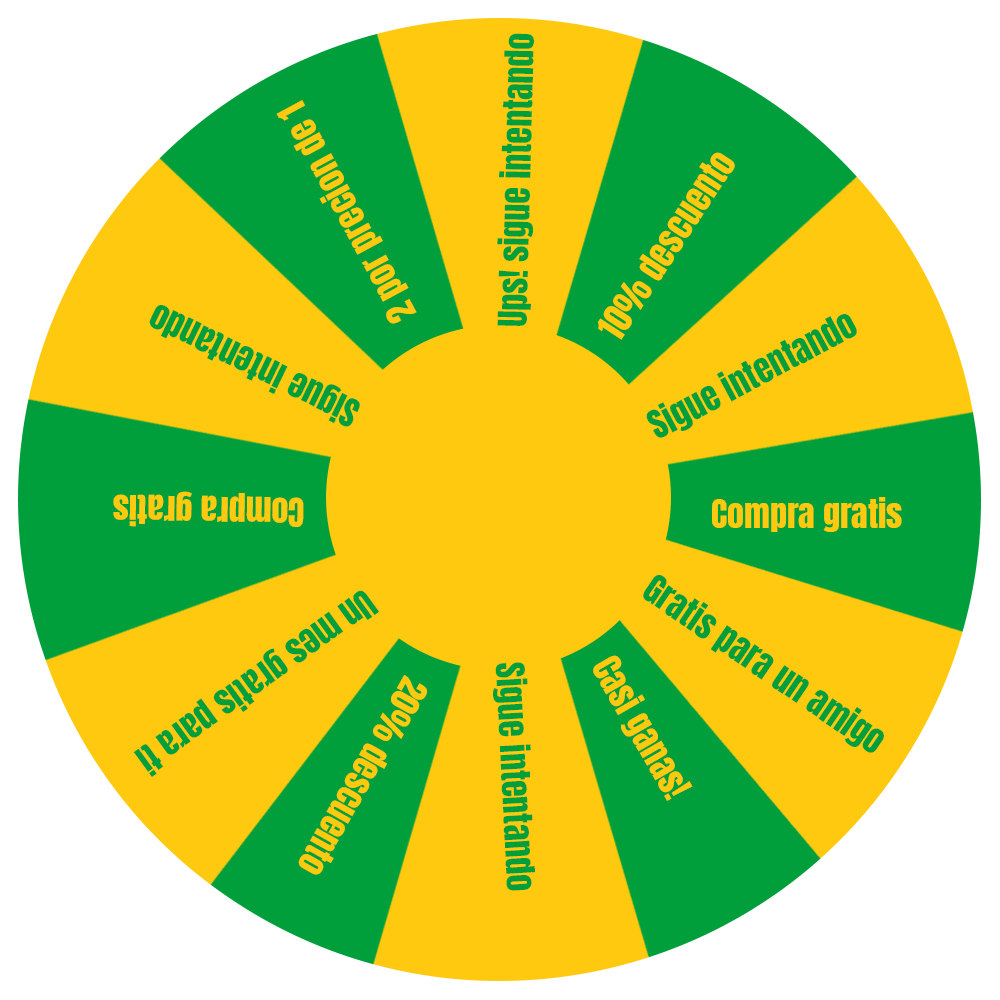 Ups! sigue intentando
10% descuento
Sigue intentando
Compra gratis
Gratis para un amigo
Casi ganas!
Sigue intentando
20% descuento
Un mes gratis para ti
Compra gratis
Sigue intentando
2 por precion de 1